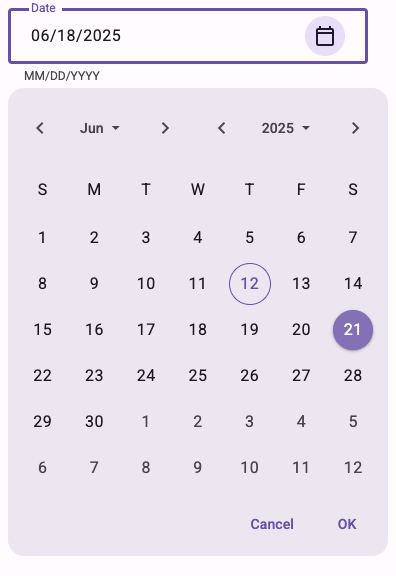 Date
06/18/2025
MM/DD/YYYY
Jun 2025
S M T W T F S
1 2 3 4 5 6 7
8 9 10 11 12 13 14
15 16 17 18 19 20 21
22 23 24 25 26 27 28
29 30 1 2 3 4 5
6 7 8 9 10 11 12
Cancel OK